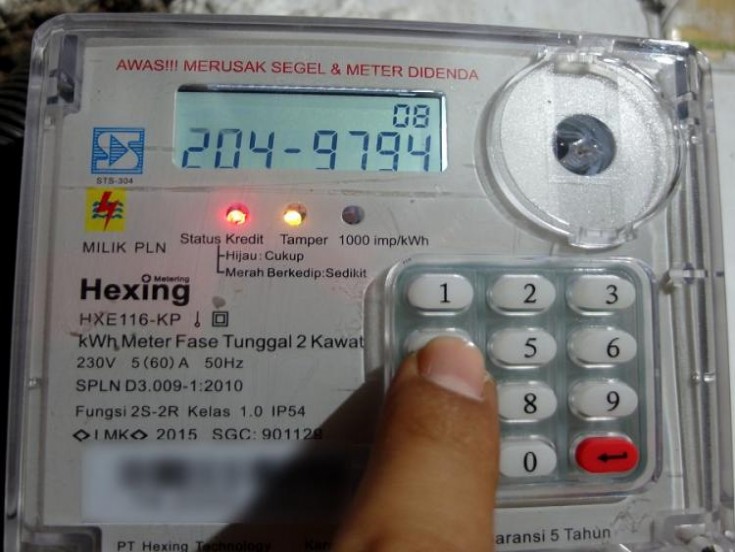 AWAS!!! MERUSAK SEGEL & METER DIDENDA
08
204-9794
STS-304
MILIK PLN
Status Kredit Tamper 1000 imp/kWh
Hijau: Cukup
Merah Berkedip: Sedikit
Hexing Metering
HXE116-KP
kWh Meter Fase Tunggal 2 Kawat
230V 5(60)A 50Hz
SPLN D3.009-1:2010
Fungsi 2S-2R Kelas 1.0 IP54
LMK 2015 SGC: 901128
PT Hexing Technology
5 Tahun
1 2 3
5 6
8 9
0